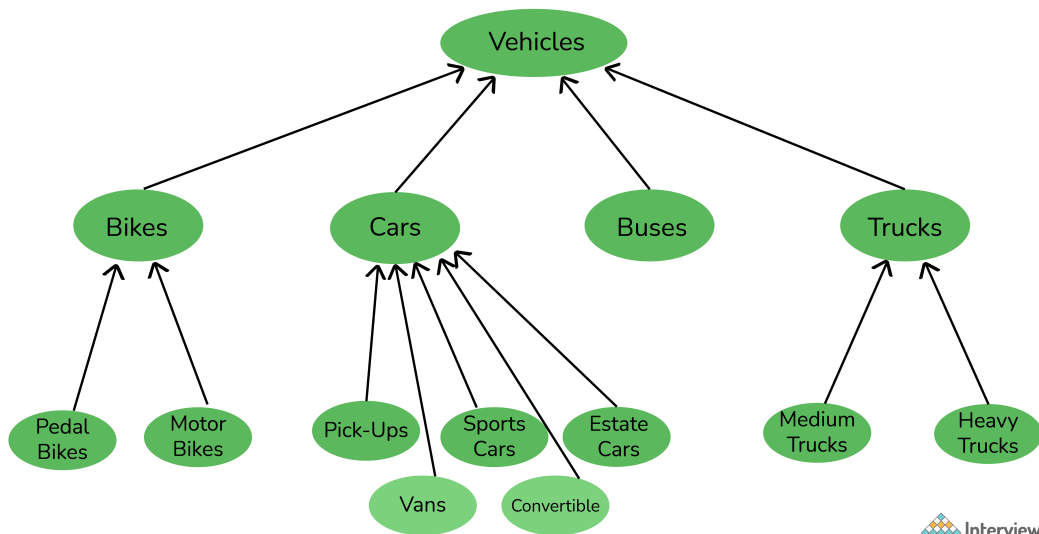 Vehicles
Bikes
Cars
Buses
Trucks
Pedal
Bikes
Motor
Bikes
Pick-Ups
Sports
Cars
Estate
Cars
Medium
Trucks
Heavy
Trucks
Vans
Convertible
Interview